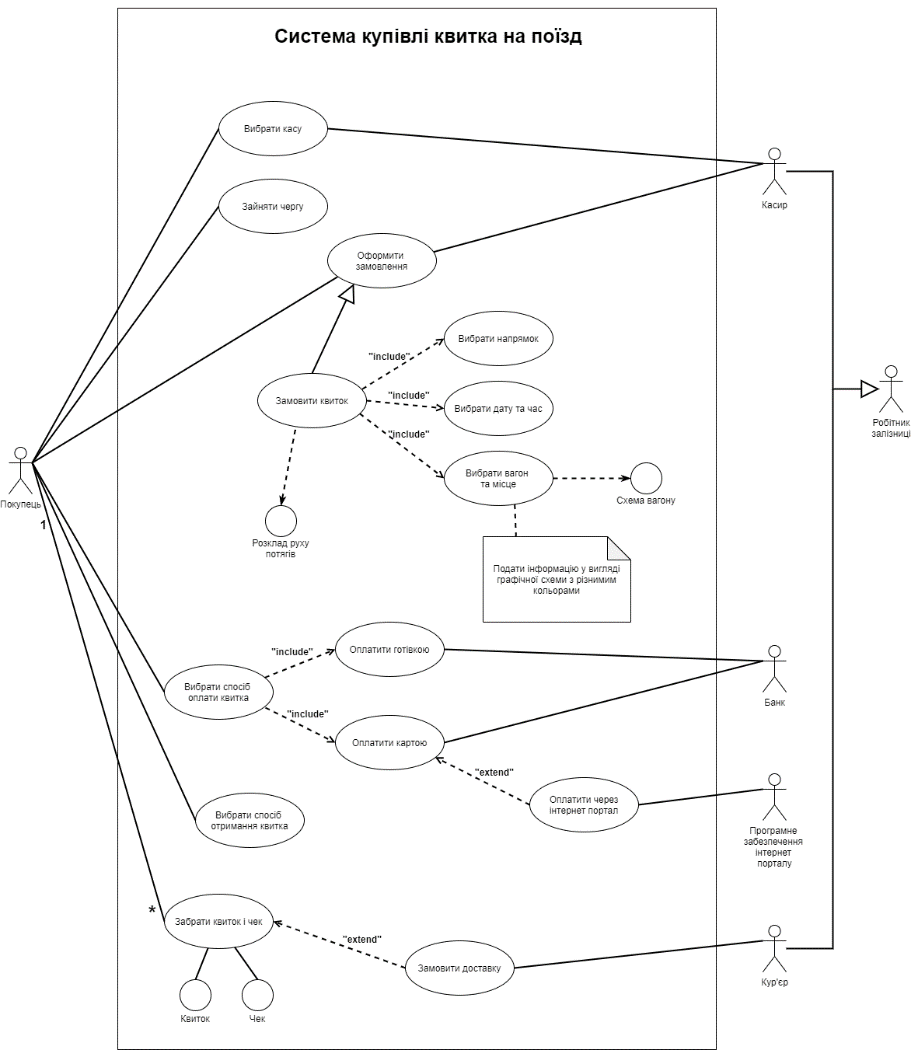 Система купівлі квитка на поїзд
Вибрати касу
Касир
Зайняти чергу
Оформити
замовлення
Вибрати напрямок
"include"
Замовити квиток
"include"
Вибрати дату та час
"include"
Робітник
залізниці
Вибрати вагон
та місце
Схема вагону
Покупець
1
Розклад руху
потягів
Подати інформацію у вигляді
графічної схеми з різними
кольорами
Оплатити готівкою
"include"
Вибрати спосіб
оплати квитка
Банк
"include"
Оплатити картою
"extend"
Оплатити через
інтернет портал
Вибрати спосіб
отримання квитка
Програмне
забезпечення
інтернет
порталу
*
Забрати квиток і чек
"extend"
Замовити доставку
Кур'єр
Квиток
Чек